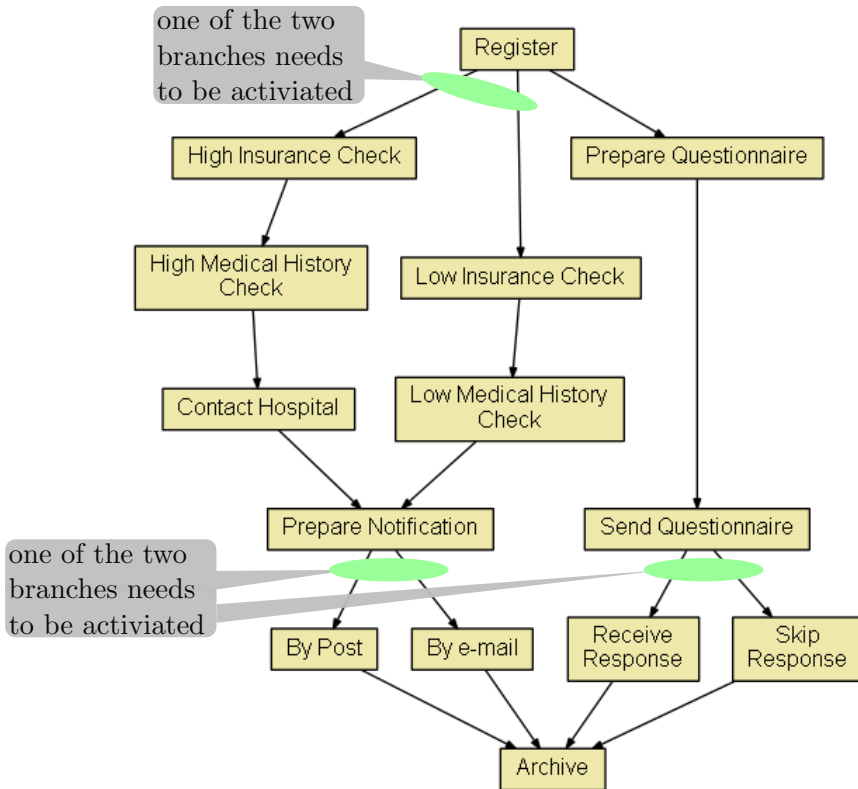 one of the two
branches needs
to be activiated
Register
High Insurance Check
Prepare Questionnaire
High Medical History
Check
Low Insurance Check
Contact Hospital
Low Medical History
Check
Prepare Notification
Send Questionnaire
one of the two
branches needs
to be activiated
By Post
By e-mail
Receive
Response
Skip
Response
Archive